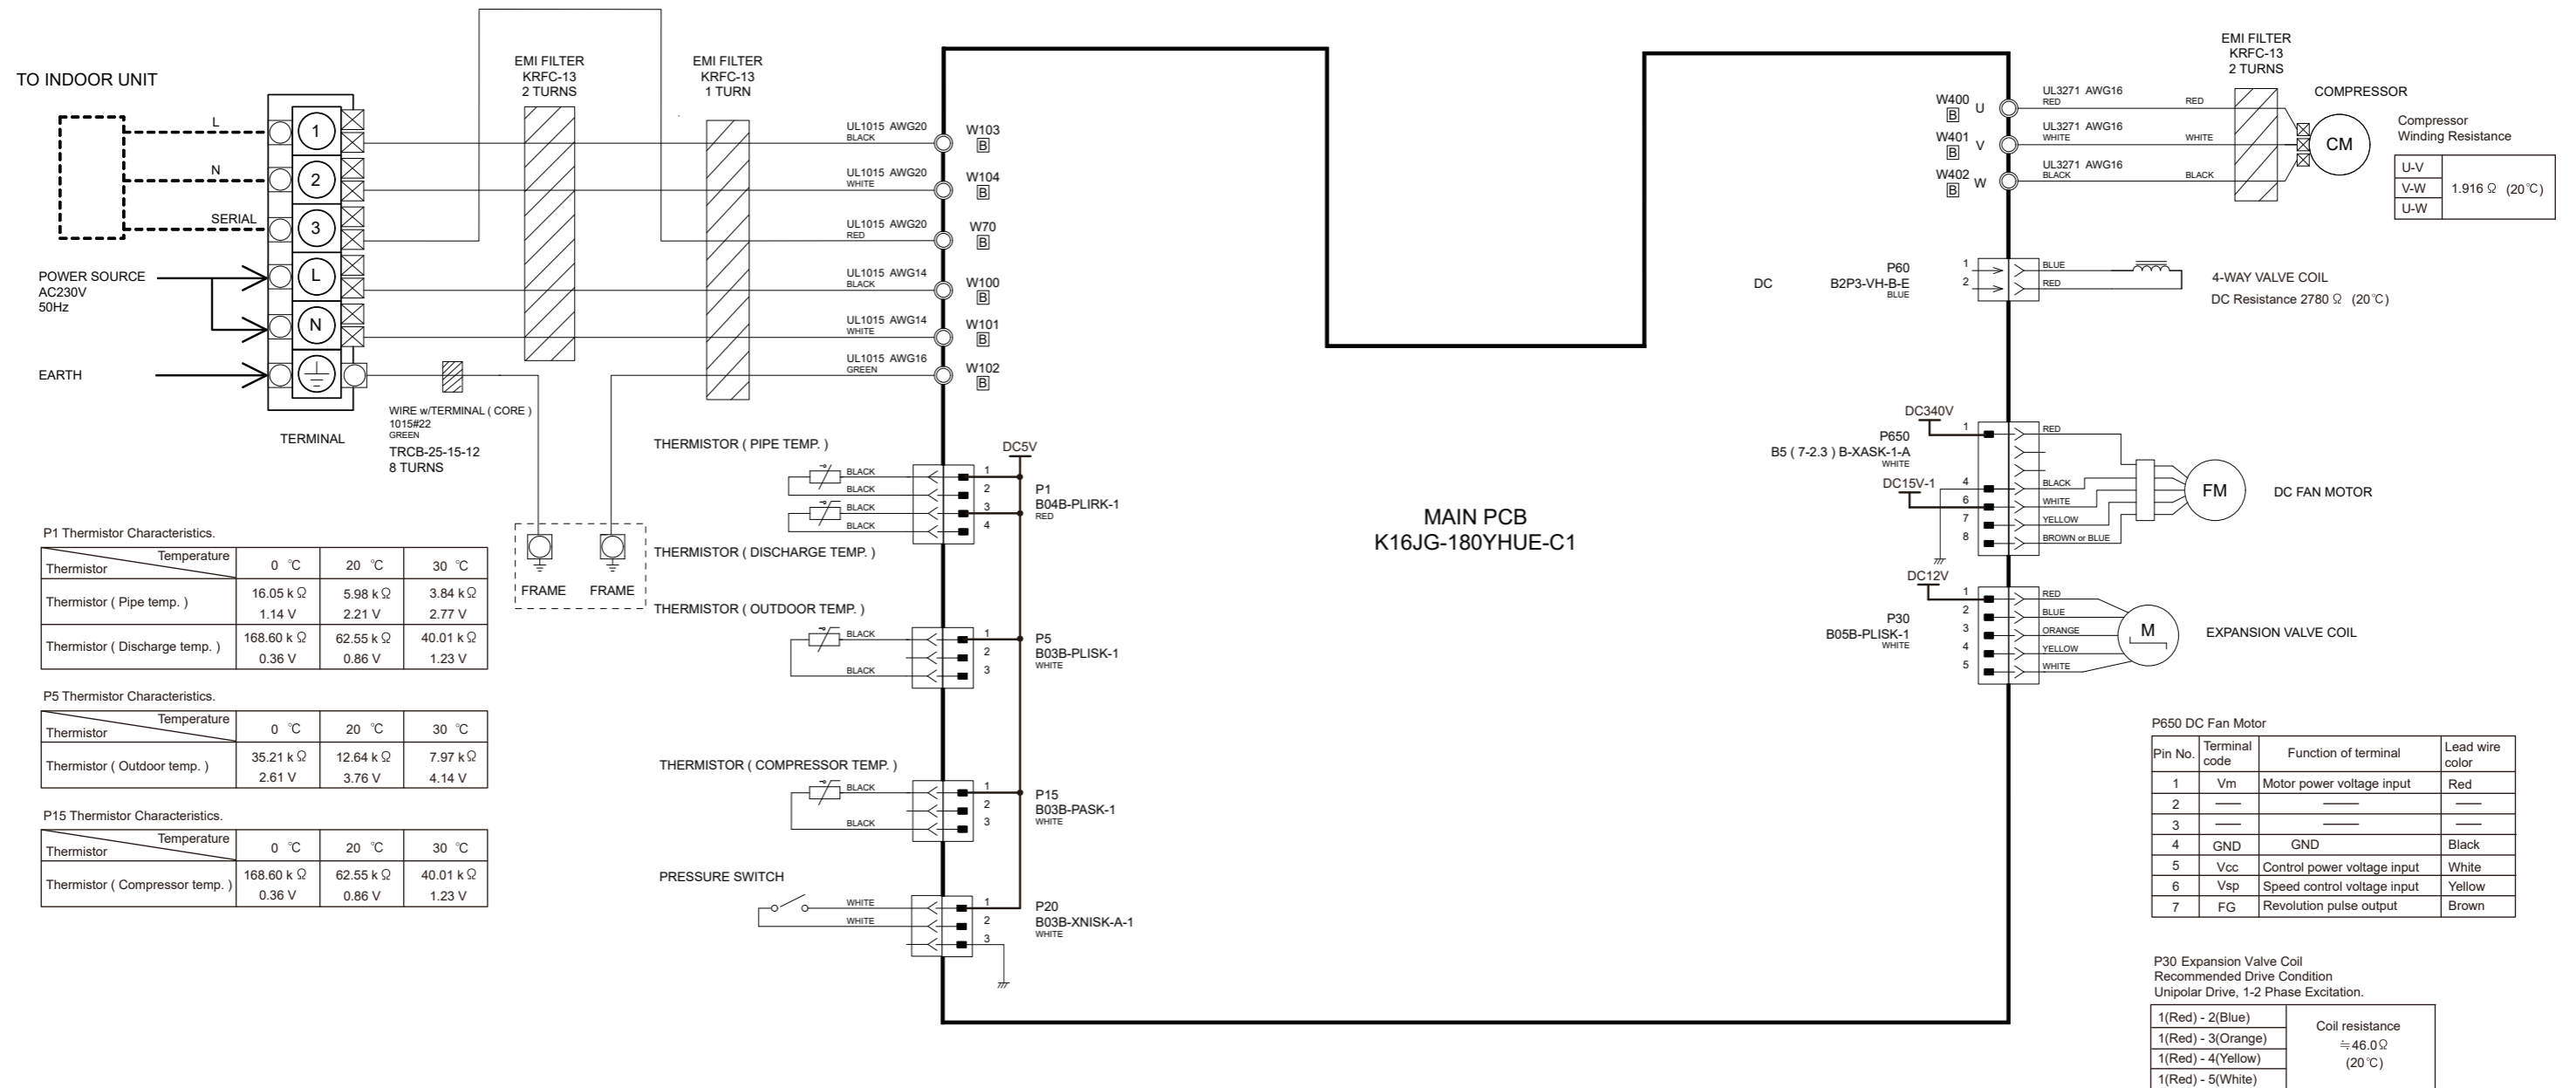 TO INDOOR UNIT
L
N
SERIAL
POWER SOURCE
AC230V
50Hz
EARTH
1
2
3
L
N
TERMINAL
WIRE w/TERMINAL ( CORE )
1015#22
GREEN
TRCB-25-15-12
8 TURNS
EMI FILTER
KRFC-13
2 TURNS
EMI FILTER
KRFC-13
1 TURN
UL1015 AWG20
BLACK
W103
B
UL1015 AWG20
WHITE
W104
B
UL1015 AWG20
RED
W70
B
UL1015 AWG14
BLACK
W100
B
UL1015 AWG14
WHITE
W101
B
UL1015 AWG16
GREEN
W102
B
FRAME
FRAME
THERMISTOR ( PIPE TEMP. )
BLACK
BLACK
BLACK
BLACK
THERMISTOR ( DISCHARGE TEMP. )
DC5V
1
2
3
4
P1
B04B-PLIRK-1
RED
THERMISTOR ( OUTDOOR TEMP. )
BLACK
BLACK
1
2
3
P5
B03B-PLISK-1
WHITE
THERMISTOR ( COMPRESSOR TEMP. )
BLACK
BLACK
1
2
3
P15
B03B-PASK-1
WHITE
PRESSURE SWITCH
WHITE
WHITE
1
2
3
P20
B03B-XNISK-A-1
WHITE
MAIN PCB
K16JG-180YHUE-C1
W400 U
B
W401 V
B
W402 W
B
UL3271 AWG16
RED
RED
UL3271 AWG16
WHITE
WHITE
UL3271 AWG16
BLACK
BLACK
EMI FILTER
KRFC-13
2 TURNS
COMPRESSOR
CM
Compressor
Winding Resistance
U-V
V-W
U-W
1.916 Ω (20℃)
DC
P60
B2P3-VH-B-E
BLUE
1
2
BLUE
RED
4-WAY VALVE COIL
DC Resistance 2780 Ω (20℃)
DC340V
P650
B5 ( 7-2.3 ) B-XASK-1-A
WHITE
DC15V-1
1
4
6
7
8
RED
BLACK
WHITE
YELLOW
BROWN or BLUE
FM
DC FAN MOTOR
DC12V
P30
B05B-PLISK-1
WHITE
1
2
3
4
5
RED
BLUE
ORANGE
YELLOW
WHITE
M
EXPANSION VALVE COIL
P1 Thermistor Characteristics.
Temperature
Thermistor
0 ℃ 20 ℃ 30 ℃
Thermistor ( Pipe temp. )
16.05 k Ω 5.98 k Ω 3.84 k Ω
1.14 V 2.21 V 2.77 V
Thermistor ( Discharge temp. )
168.60 k Ω 62.55 k Ω 40.01 k Ω
0.36 V 0.86 V 1.23 V
P5 Thermistor Characteristics.
Temperature
Thermistor
0 ℃ 20 ℃ 30 ℃
Thermistor ( Outdoor temp. )
35.21 k Ω 12.64 k Ω 7.97 k Ω
2.61 V 3.76 V 4.14 V
P15 Thermistor Characteristics.
Temperature
Thermistor
0 ℃ 20 ℃ 30 ℃
Thermistor ( Compressor temp. )
168.60 k Ω 62.55 k Ω 40.01 k Ω
0.36 V 0.86 V 1.23 V
P650 DC Fan Motor
Pin No. Terminal code Function of terminal Lead wire color
1 Vm Motor power voltage input Red
2 — — —
3 — — —
4 GND GND Black
5 Vcc Control power voltage input White
6 Vsp Speed control voltage input Yellow
7 FG Revolution pulse output Brown
P30 Expansion Valve Coil
Recommended Drive Condition
Unipolar Drive, 1-2 Phase Excitation.
1(Red) - 2(Blue)
1(Red) - 3(Orange)
1(Red) - 4(Yellow)
1(Red) - 5(White)
Coil resistance
≒46.0Ω
(20℃)